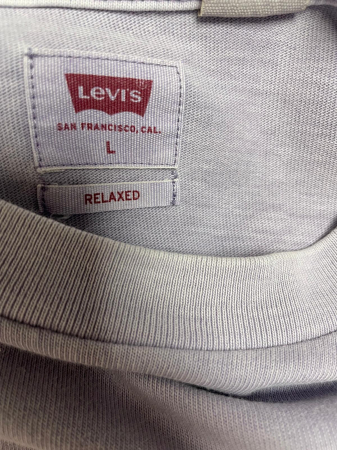 Levi's
SAN FRANCISCO, CAL.
L
RELAXED